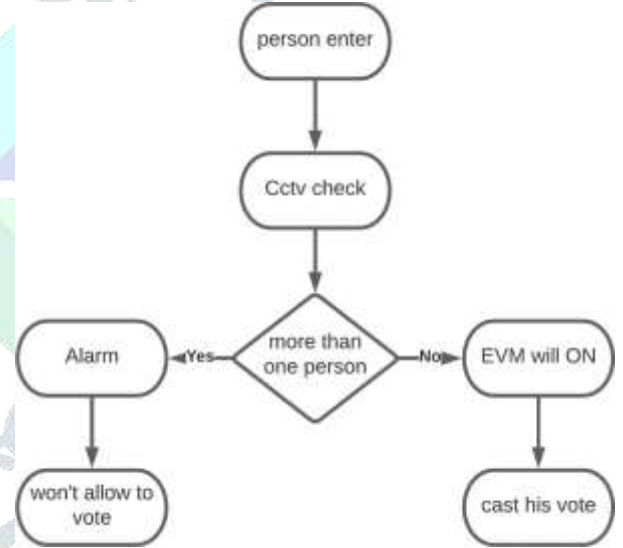 person enter
Cctv check
more than
one person
Yes
No
Alarm
EVM will ON
won't allow to
vote
cast his vote